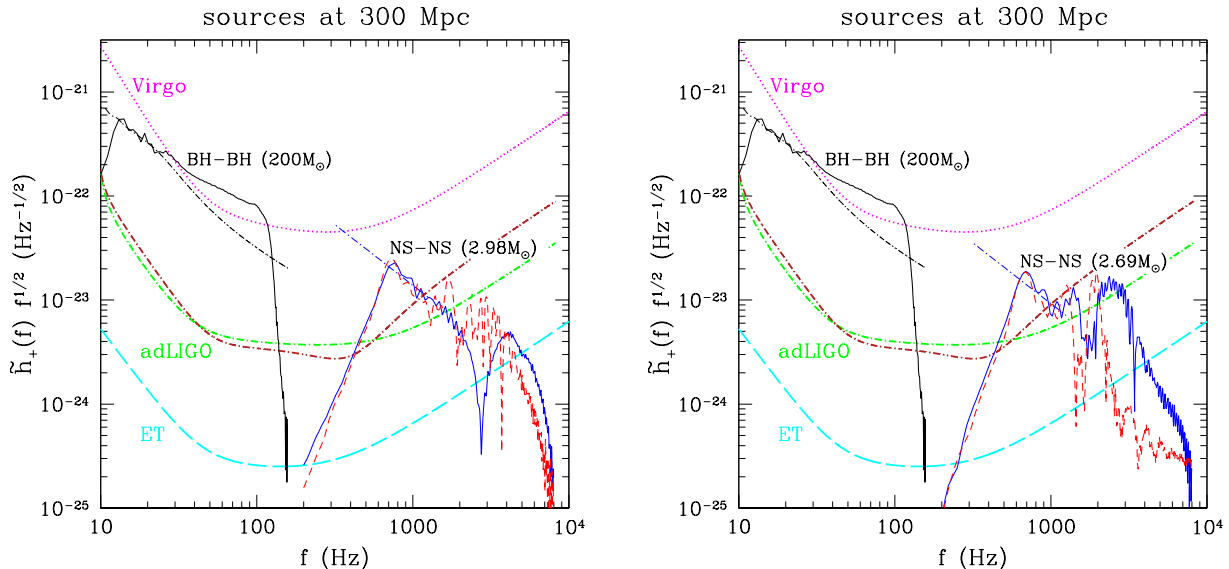 sources at 300 Mpc
h̃₊(f) f^{1/2} (Hz^{-1/2})
10⁻²¹
10⁻²²
10⁻²³
10⁻²⁴
10⁻²⁵
Virgo
BH−BH (200M☉)
NS−NS (2.98M☉)
adLIGO
ET
10
100
1000
10⁴
f (Hz)
sources at 300 Mpc
h̃₊(f) f^{1/2} (Hz^{-1/2})
10⁻²¹
10⁻²²
10⁻²³
10⁻²⁴
10⁻²⁵
Virgo
BH−BH (200M☉)
NS−NS (2.69M☉)
adLIGO
ET
10
100
1000
10⁴
f (Hz)